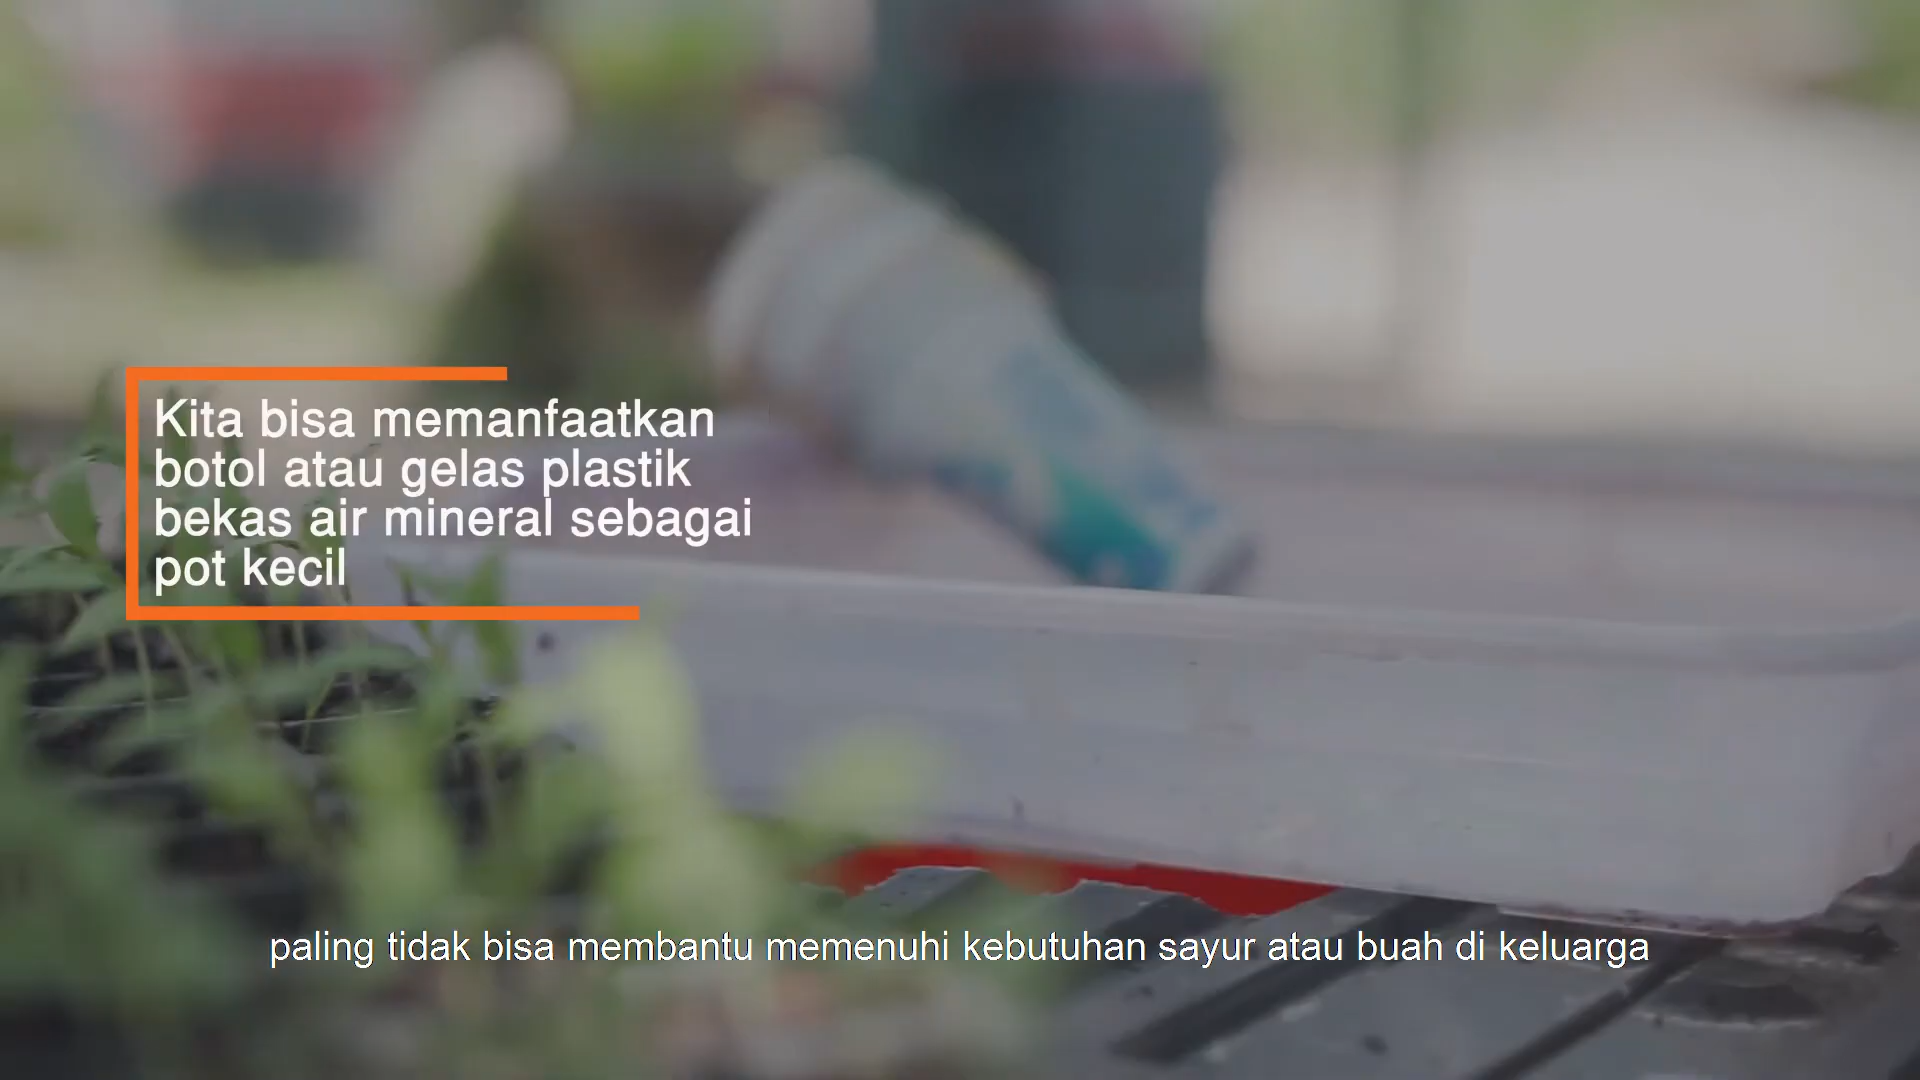 Kita bisa memanfaatkan
botol atau gelas plastik
bekas air mineral sebagai
pot kecil
paling tidak bisa membantu memenuhi kebutuhan sayur atau buah di keluarga